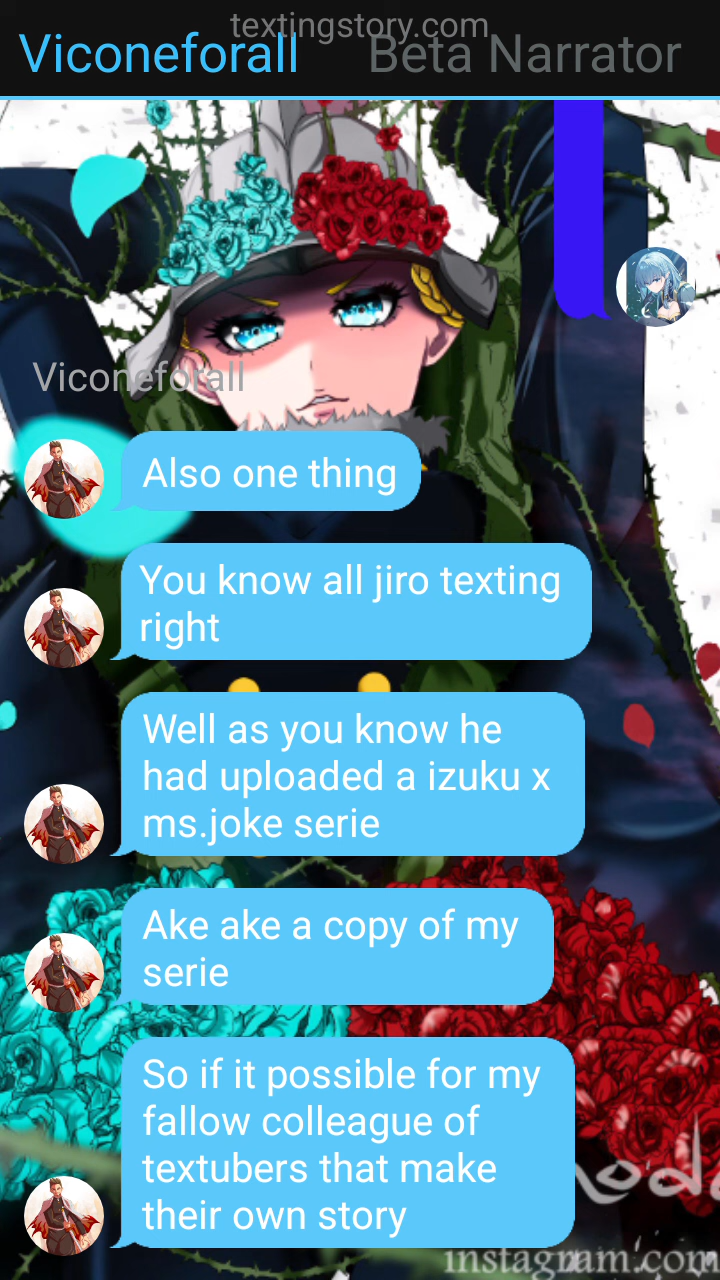 textingstory.com
Viconeforall
Beta Narrator
Viconeforall
Also one thing
You know all jiro texting
right
Well as you know he
had uploaded a izuku x
ms.joke serie
Ake ake a copy of my
serie
So if it possible for my
fallow colleague of
textubers that make
their own story
instagram.com